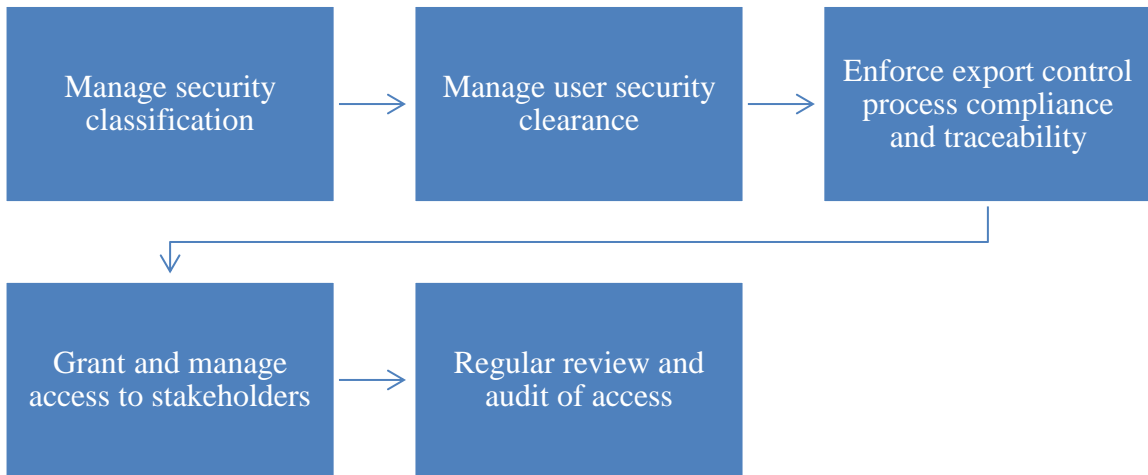 Manage security
classification
Manage user security
clearance
Enforce export control
process compliance
and traceability
Grant and manage
access to stakeholders
Regular review and
audit of access